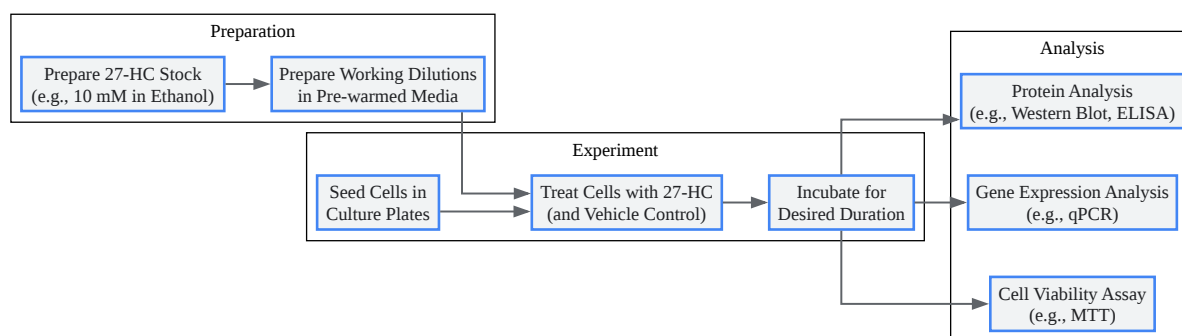 Preparation
Prepare 27-HC Stock
(e.g., 10 mM in Ethanol)
Prepare Working Dilutions
in Pre-warmed Media
Experiment
Seed Cells in
Culture Plates
Treat Cells with 27-HC
(and Vehicle Control)
Incubate for
Desired Duration
Analysis
Protein Analysis
(e.g., Western Blot, ELISA)
Gene Expression Analysis
(e.g., qPCR)
Cell Viability Assay
(e.g., MTT)